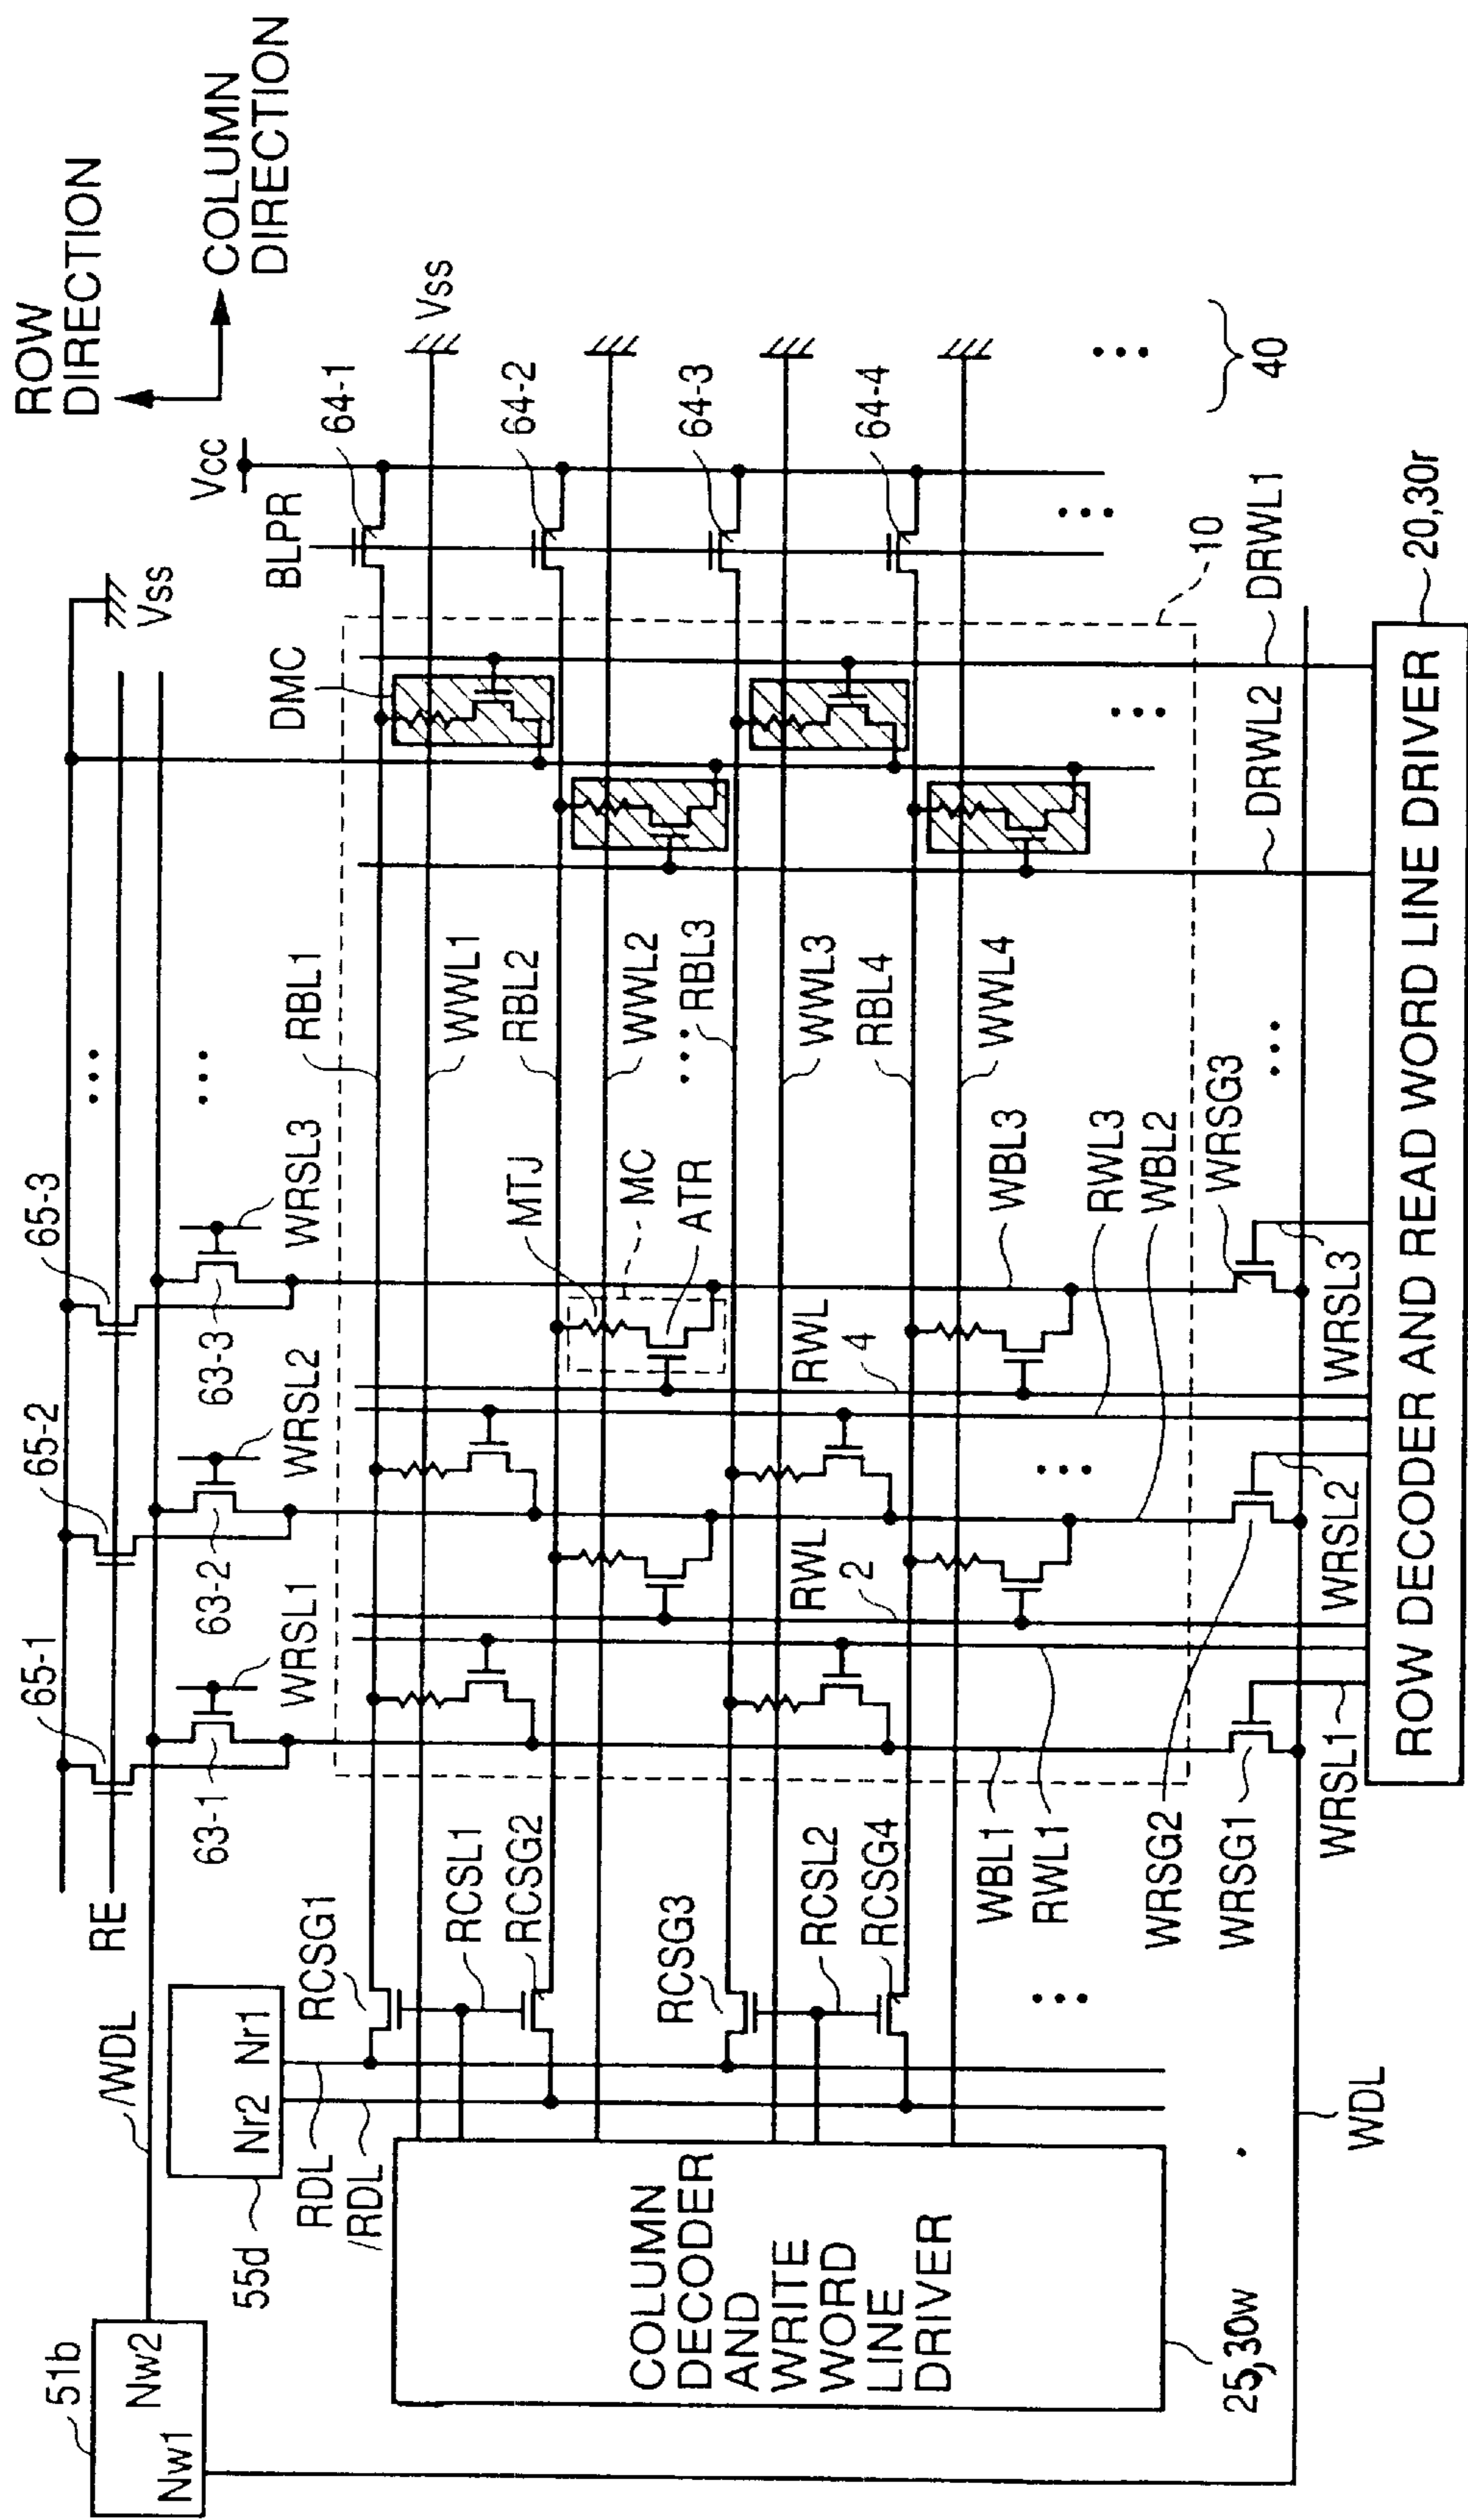 ROW
DIRECTION
COLUMN
DIRECTION
51b
Nw2
Nw1
/WDL
RE
65-1
65-2
65-3
...
Vss
Vcc
BLPR
55d
Nr2 Nr1
RDL
/RDL
63-1
WRSL1
63-2
WRSL2
63-3
WRSL3
...
RBL1
DMC
64-1
Vss
RCSG1
RCSL1
RCSG2
MTJ
MC
ATR
WWL1
RBL2
WWL2
...RBL3
64-2
COLUMN
DECODER
AND
WRITE
WORD
LINE
DRIVER
RCSG3
RCSL2
RCSG4
RWL
2
RWL
4
WWL3
RBL4
WWL4
64-3
64-4
...
40
...
WBL1
RWL1
...
WBL3
RWL3
WBL2
...
...
10
25,30w
WRSG2
WRSG1
WRSG3
...
DRWL2
DRWL1
WDL
WRSL1
WRSL2
WRSL3
ROW DECODER AND READ WORD LINE DRIVER
20,30r